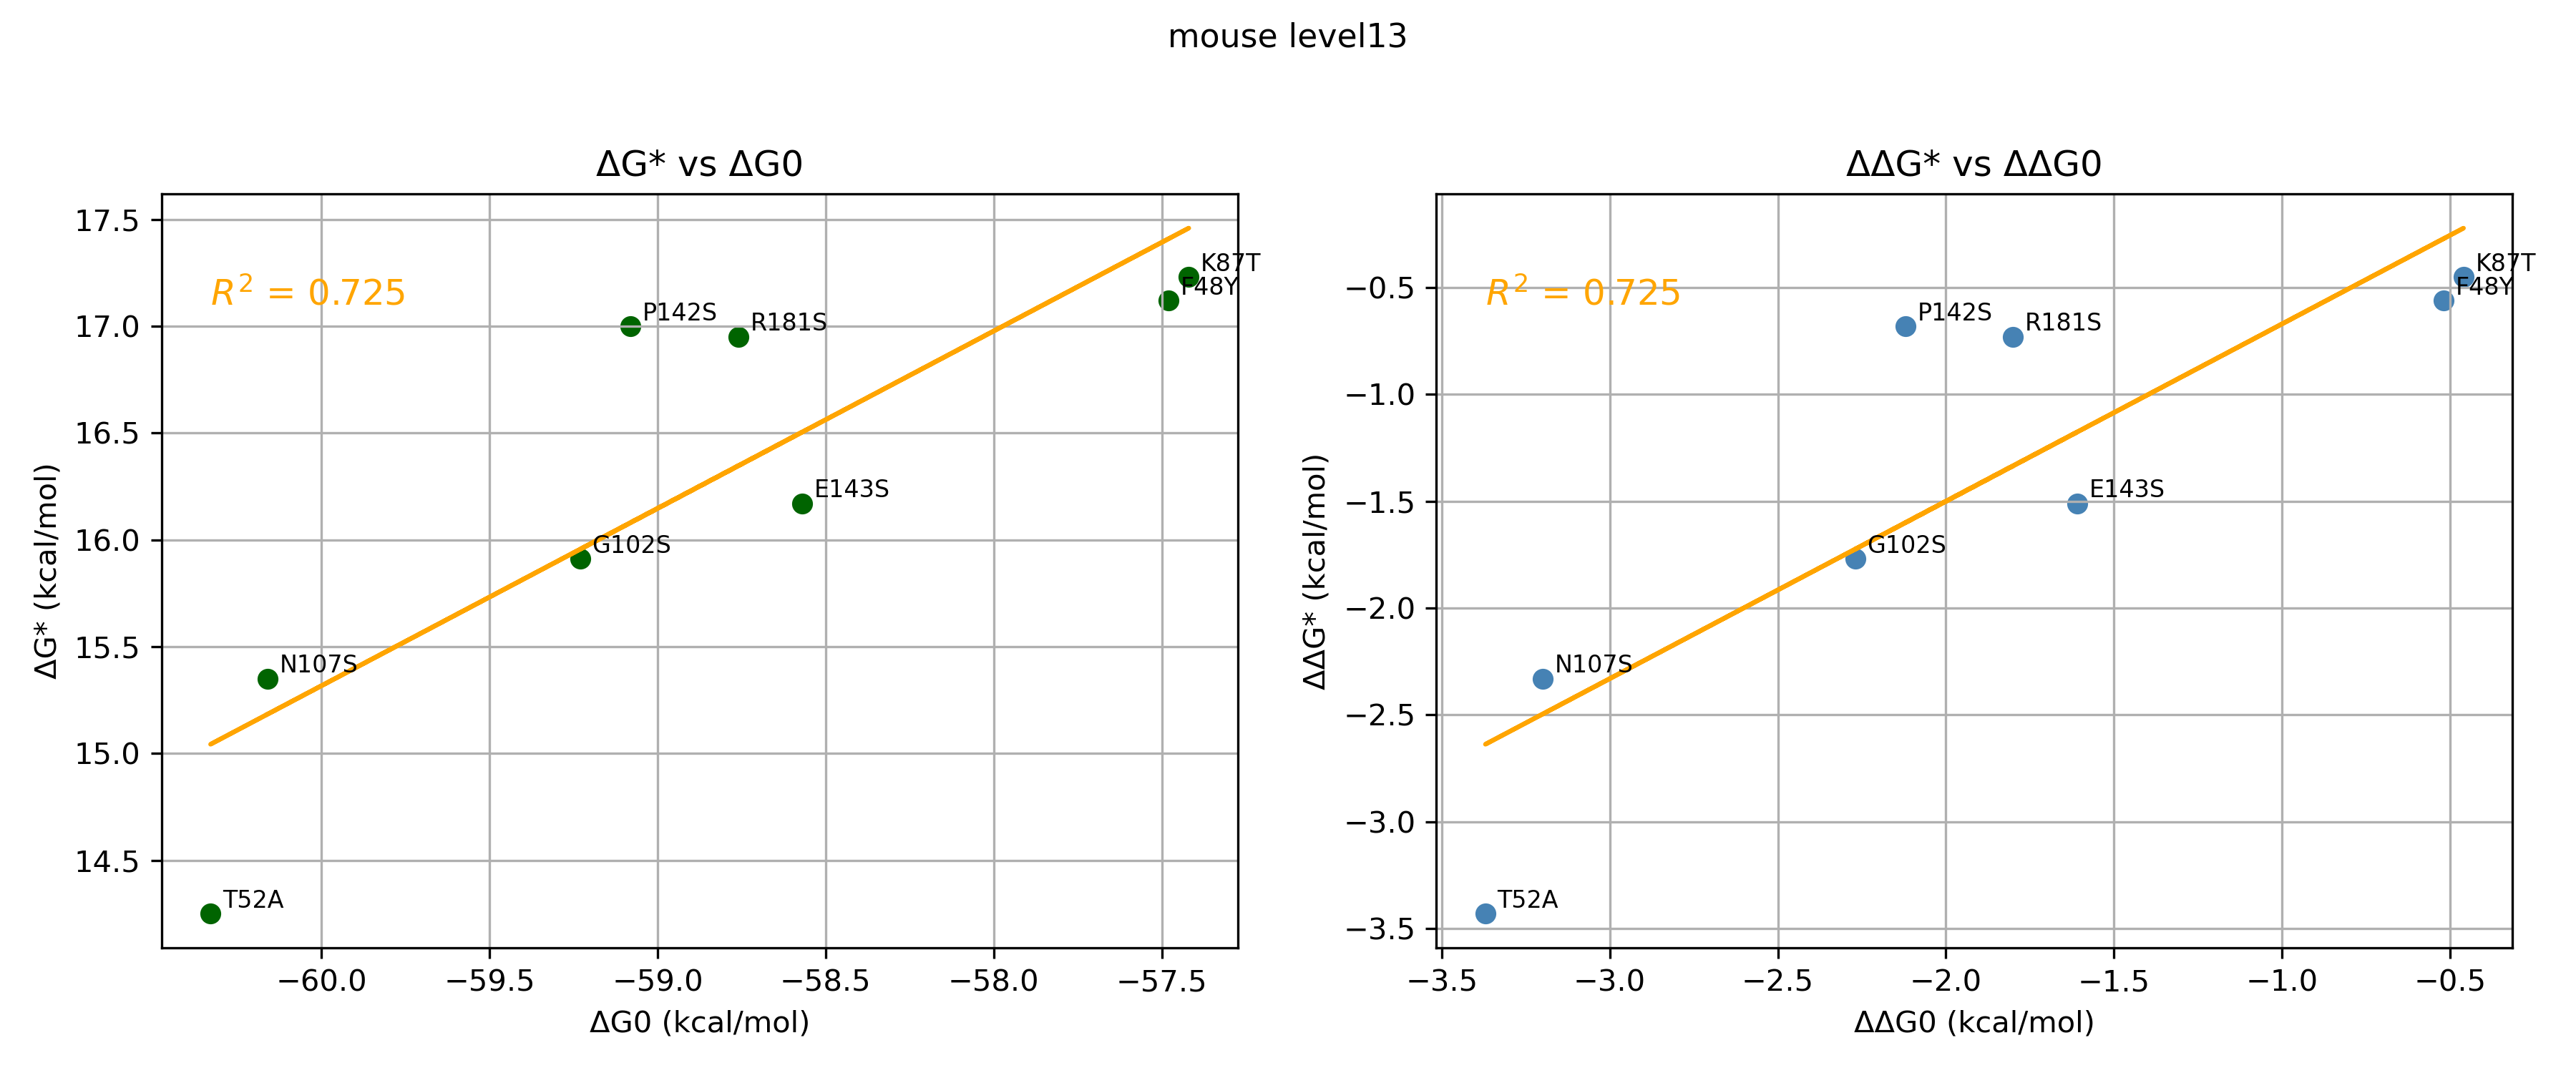 mouse level13
ΔG* vs ΔG0
ΔG* (kcal/mol)
17.5
17.0
16.5
16.0
15.5
15.0
14.5
R² = 0.725
K87T
F48Y
P142S
R181S
E143S
G102S
N107S
T52A
−60.0 −59.5 −59.0 −58.5 −58.0 −57.5
ΔG0 (kcal/mol)
ΔΔG* vs ΔΔG0
ΔΔG* (kcal/mol)
−0.5
−1.0
−1.5
−2.0
−2.5
−3.0
−3.5
R² = 0.725
K87T
F48Y
P142S
R181S
E143S
G102S
N107S
T52A
−3.5 −3.0 −2.5 −2.0 −1.5 −1.0 −0.5
ΔΔG0 (kcal/mol)